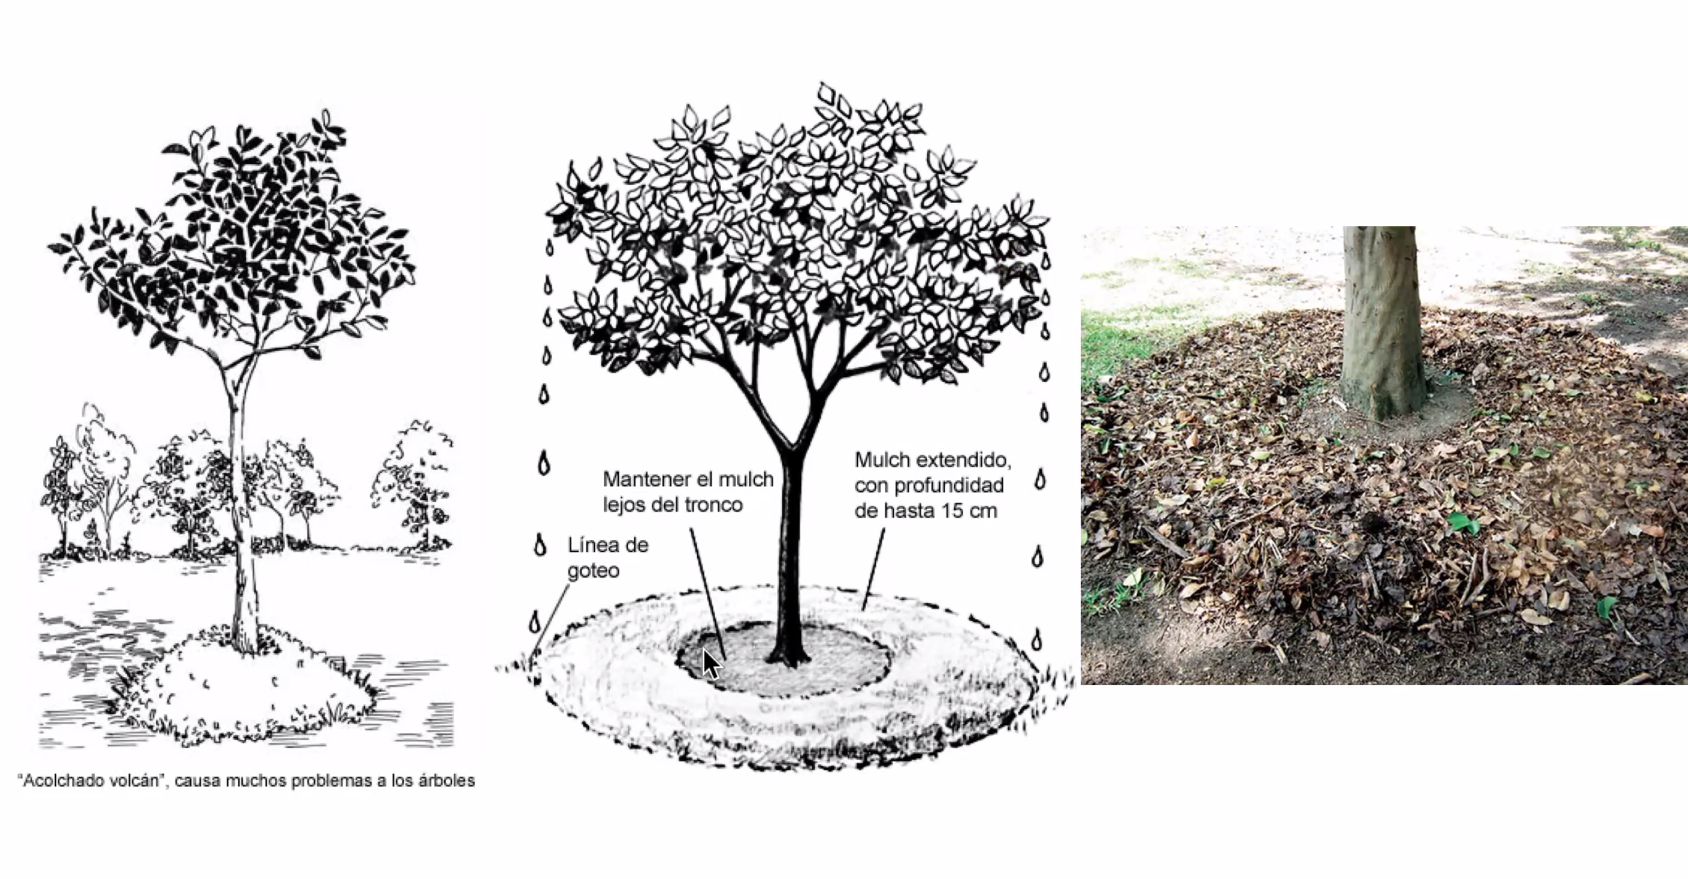 Mantener el mulch
lejos del tronco
Mulch extendido,
con profundidad
de hasta 15 cm
Línea de
goteo
“Acolchado volcán”, causa muchos problemas a los árboles